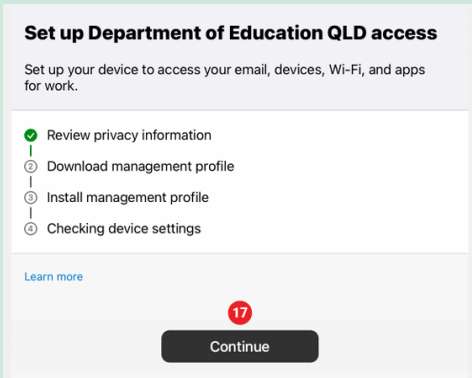 Set up Department of Education QLD access
Set up your device to access your email, devices, Wi-Fi, and apps
for work.
Review privacy information
2 Download management profile
3 Install management profile
4 Checking device settings
Learn more
17
Continue